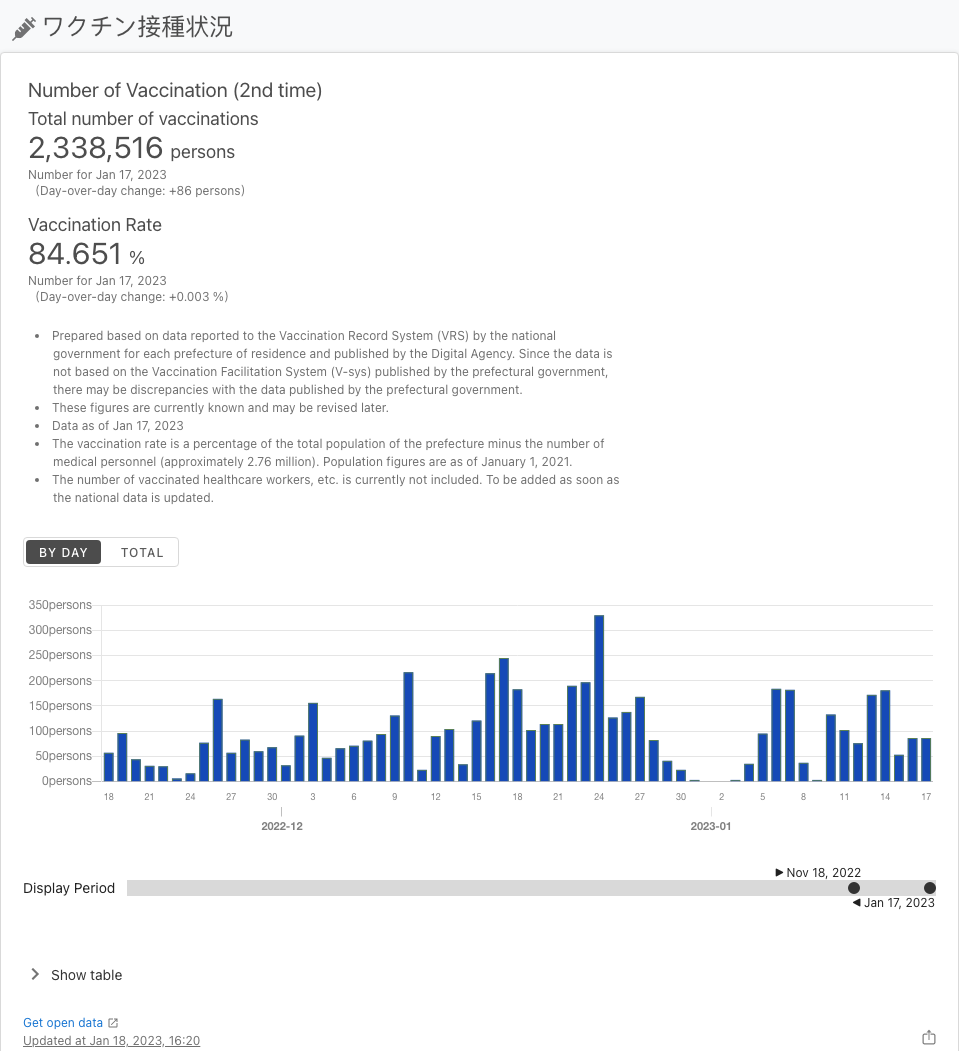 ワクチン接種状況
Number of Vaccination (2nd time)
Total number of vaccinations
2,338,516 persons
Number for Jan 17, 2023
(Day-over-day change: +86 persons)
Vaccination Rate
84.651 %
Number for Jan 17, 2023
(Day-over-day change: +0.003 %)
• Prepared based on data reported to the Vaccination Record System (VRS) by the national
government for each prefecture of residence and published by the Digital Agency. Since the data is
not based on the Vaccination Facilitation System (V-sys) published by the prefectural government,
there may be discrepancies with the data published by the prefectural government.
• These figures are currently known and may be revised later.
• Data as of Jan 17, 2023
• The vaccination rate is a percentage of the total population of the prefecture minus the number of
medical personnel (approximately 2.76 million). Population figures are as of January 1, 2021.
• The number of vaccinated healthcare workers, etc. is currently not included. To be added as soon as
the national data is updated.
BY DAY TOTAL
350persons
300persons
250persons
200persons
150persons
100persons
50persons
0persons
18 21 24 27 30 3 6 9 12 15 18 21 24 27 30 2 5 8 11 14 17
2022-12 2023-01
Nov 18, 2022
Display Period
Jan 17, 2023
Show table
Get open data
Updated at Jan 18, 2023, 16:20